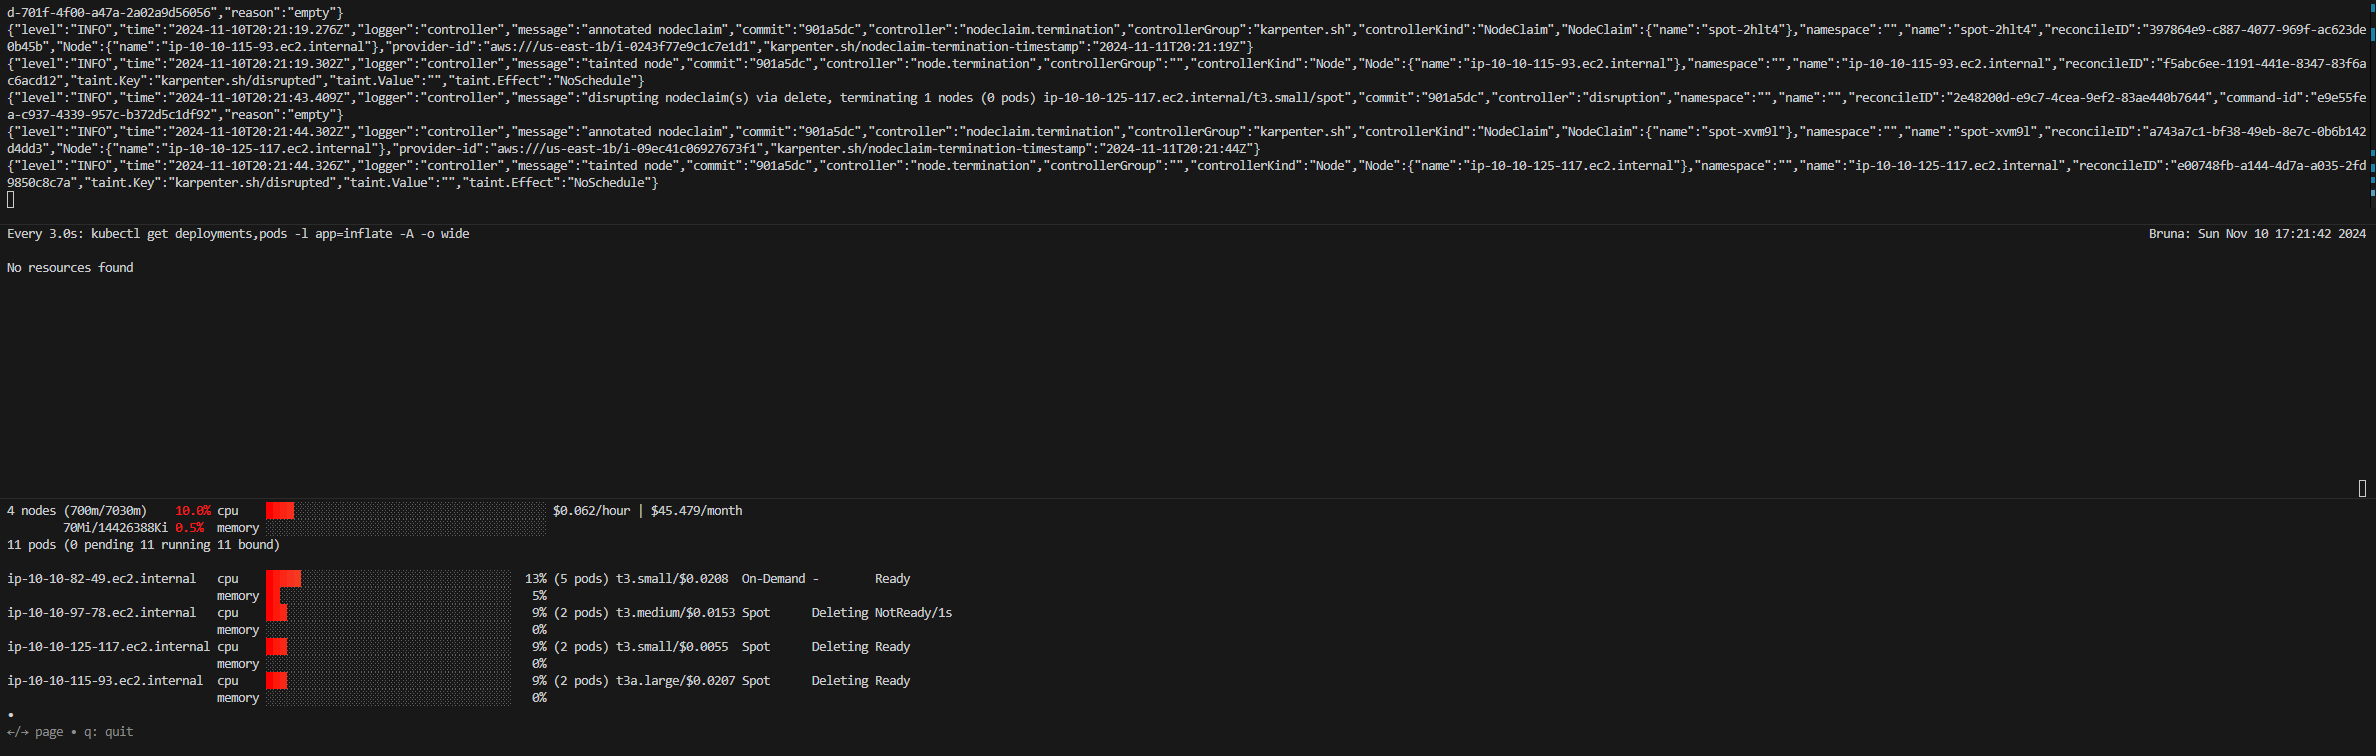 d-701f-4f00-a47a-2a02a9d56056","reason":"empty"}
{"level":"INFO","time":"2024-11-10T20:21:19.276Z","logger":"controller","message":"annotated nodeclaim","commit":"901a5dc","controller":"nodeclaim.termination","controllerGroup":"karpenter.sh","controllerKind":"NodeClaim","NodeClaim":{"name":"spot-2hlt4"},"namespace":"","name":"spot-2hlt4","reconcileID":"397864e9-c887-4077-969f-ac623de
0b45b","Node":{"name":"ip-10-10-115-93.ec2.internal"},"provider-id":"aws:///us-east-1b/i-0243f77e9c1c7e1d1","karpenter.sh/nodeclaim-termination-timestamp":"2024-11-11T20:21:19Z"}
{"level":"INFO","time":"2024-11-10T20:21:19.302Z","logger":"controller","message":"tainted node","commit":"901a5dc","controller":"node.termination","controllerGroup":"","controllerKind":"Node","Node":{"name":"ip-10-10-115-93.ec2.internal"},"namespace":"","name":"ip-10-10-115-93.ec2.internal","reconcileID":"f5abc6ee-1191-441e-8347-83f6a
c6acd12","taint.Key":"karpenter.sh/disrupted","taint.Value":"","taint.Effect":"NoSchedule"}
{"level":"INFO","time":"2024-11-10T20:21:43.409Z","logger":"controller","message":"disrupting nodeclaim(s) via delete, terminating 1 nodes (0 pods) ip-10-10-125-117.ec2.internal/t3.small/spot","commit":"901a5dc","controller":"disruption","namespace":"","name":"","reconcileID":"2e48200d-e9c7-4cea-9ef2-83ae440b7644","command-id":"e9e55fe
a-c937-4339-957c-b372d5c1df92","reason":"empty"}
{"level":"INFO","time":"2024-11-10T20:21:44.302Z","logger":"controller","message":"annotated nodeclaim","commit":"901a5dc","controller":"nodeclaim.termination","controllerGroup":"karpenter.sh","controllerKind":"NodeClaim","NodeClaim":{"name":"spot-xvm9l"},"namespace":"","name":"spot-xvm9l","reconcileID":"a743a7c1-bf38-49eb-8e7c-0b6b142
d4dd3","Node":{"name":"ip-10-10-125-117.ec2.internal"},"provider-id":"aws:///us-east-1b/i-09ec41c06927673f1","karpenter.sh/nodeclaim-termination-timestamp":"2024-11-11T20:21:44Z"}
{"level":"INFO","time":"2024-11-10T20:21:44.326Z","logger":"controller","message":"tainted node","commit":"901a5dc","controller":"node.termination","controllerGroup":"","controllerKind":"Node","Node":{"name":"ip-10-10-125-117.ec2.internal"},"namespace":"","name":"ip-10-10-125-117.ec2.internal","reconcileID":"e00748fb-a144-4d7a-a035-2fd
9850c8c7a","taint.Key":"karpenter.sh/disrupted","taint.Value":"","taint.Effect":"NoSchedule"}
Every 3.0s: kubectl get deployments,pods -l app=inflate -A -o wide Bruna: Sun Nov 10 17:21:42 2024
No resources found
4 nodes (700m/7030m) 10.0% cpu $0.062/hour | $45.479/month
70Mi/14426388Ki 0.5% memory
11 pods (0 pending 11 running 11 bound)
ip-10-10-82-49.ec2.internal cpu 13% (5 pods) t3.small/$0.0208 On-Demand - Ready
memory 5%
ip-10-10-97-78.ec2.internal cpu 9% (2 pods) t3.medium/$0.0153 Spot Deleting NotReady/1s
memory 0%
ip-10-10-125-117.ec2.internal cpu 9% (2 pods) t3.small/$0.0055 Spot Deleting Ready
memory 0%
ip-10-10-115-93.ec2.internal cpu 9% (2 pods) t3a.large/$0.0207 Spot Deleting Ready
memory 0%
•
←/→ page • q: quit